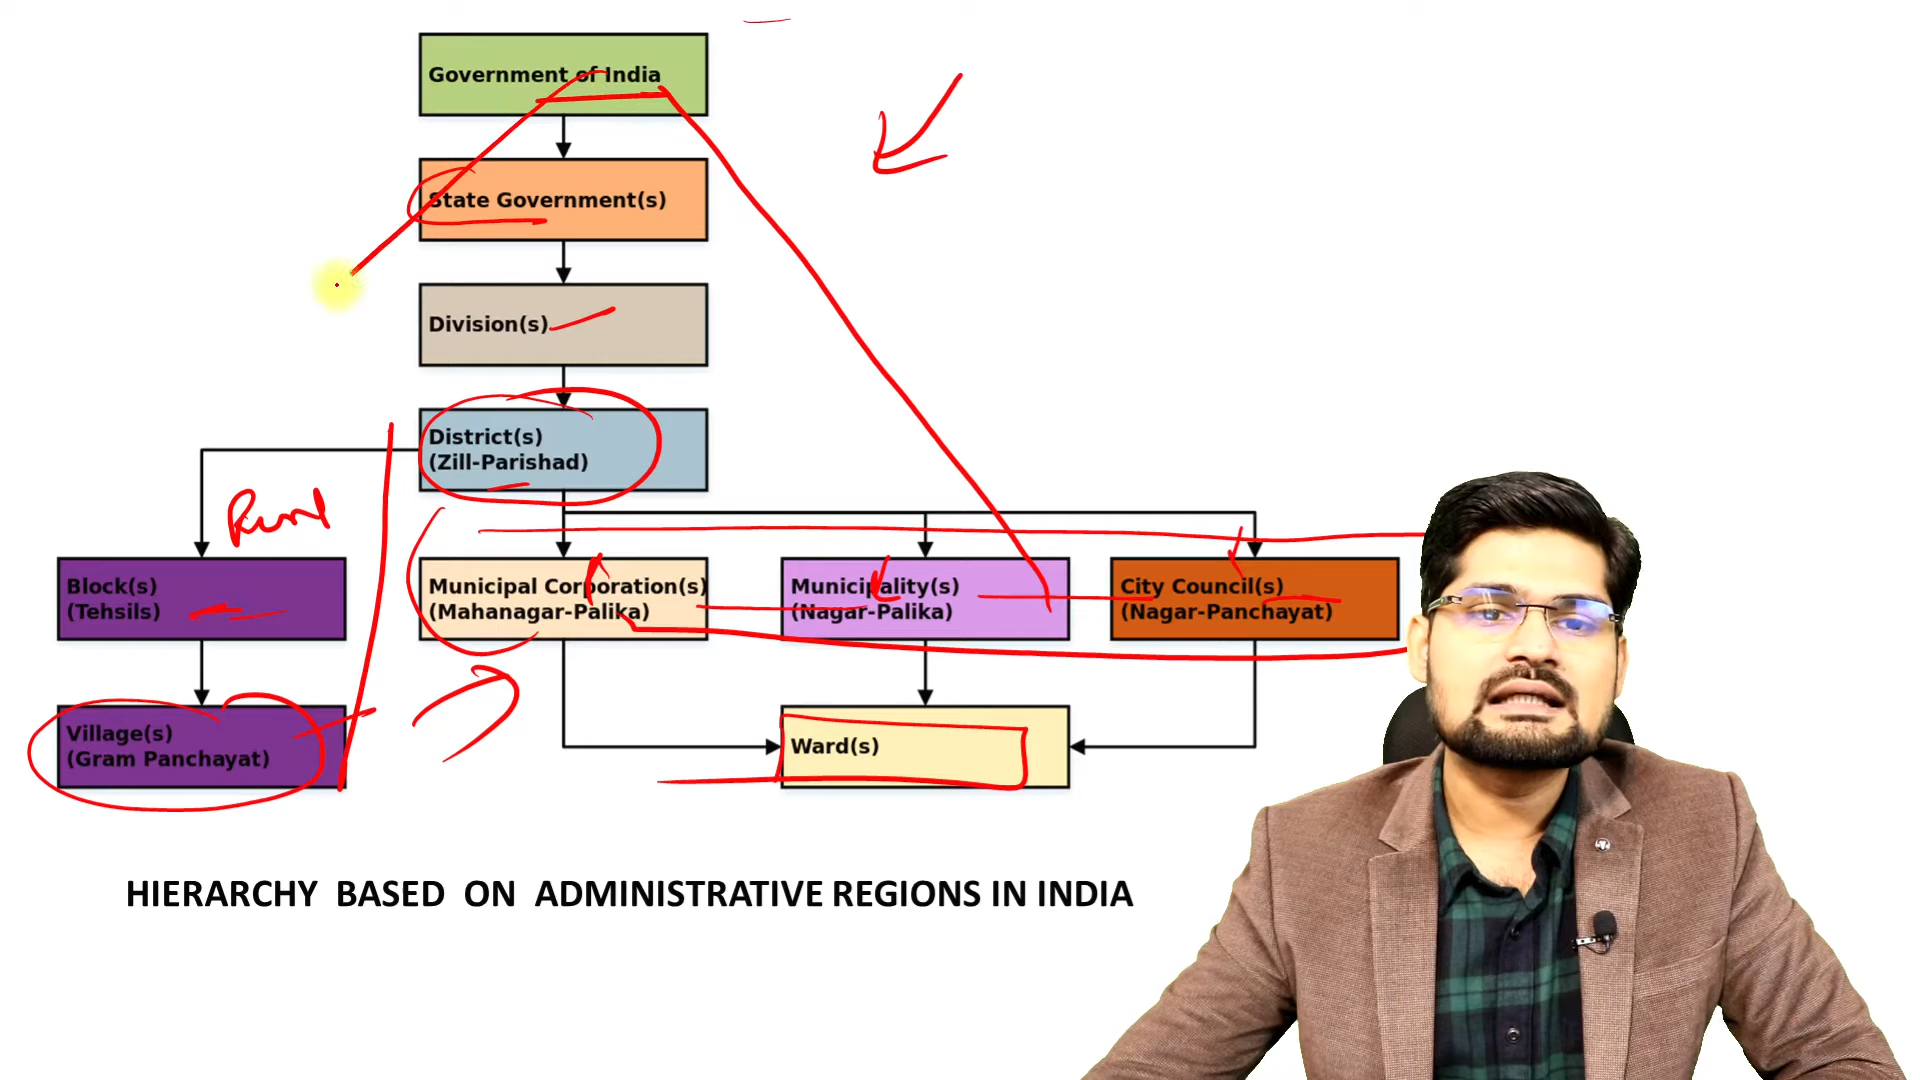 Government of India
State Government(s)
Division(s)
District(s)
(Zill-Parishad)
Rural
Block(s)
(Tehsils)
Municipal Corporation(s)
(Mahanagar-Palika)
Municipality(s)
(Nagar-Palika)
City Council(s)
(Nagar-Panchayat)
Village(s)
(Gram Panchayat)
Ward(s)
HIERARCHY BASED ON ADMINISTRATIVE REGIONS IN INDIA